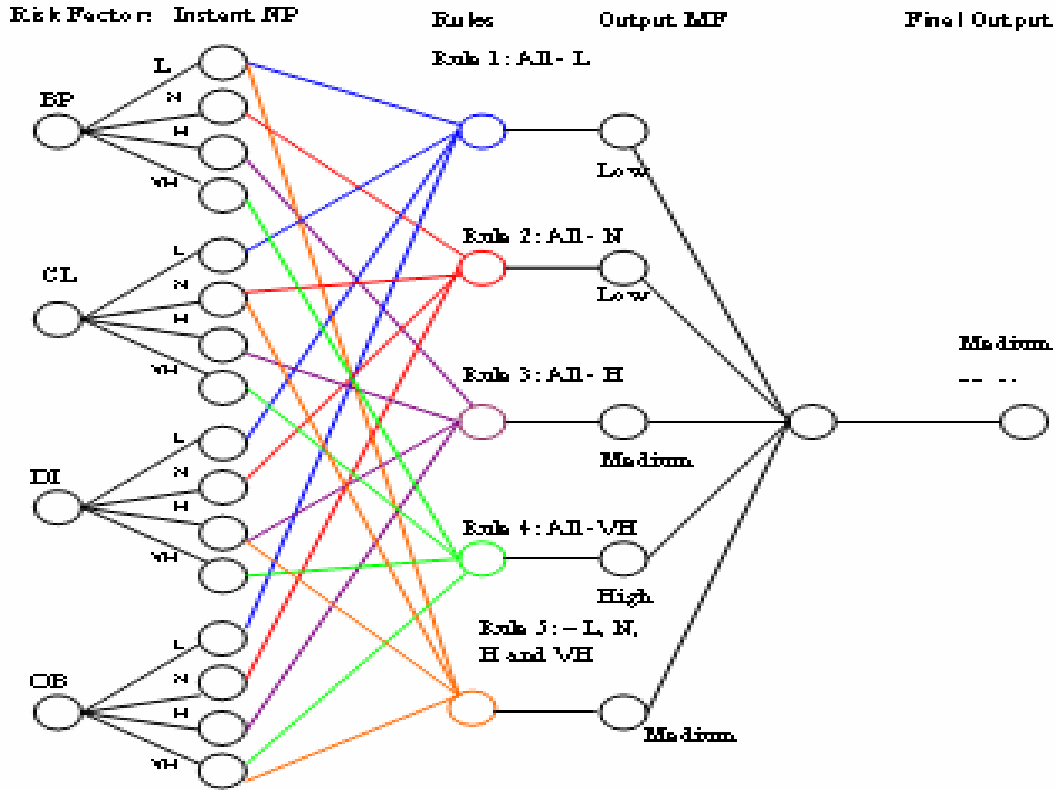 Risk Factors Instant NP Rules Output MF Final Output
Rule 1: All - L
L
BP
N
H
VH
Low
Rule 2: All - N
L
CL
N
H
VH
Low
Medium
Rule 3: All - H
L
DI
N
H
VH
Medium
Rule 4: All - VH
High
Rule 5: – L, N,
H and VH
L
OB
N
H
VH
Medium